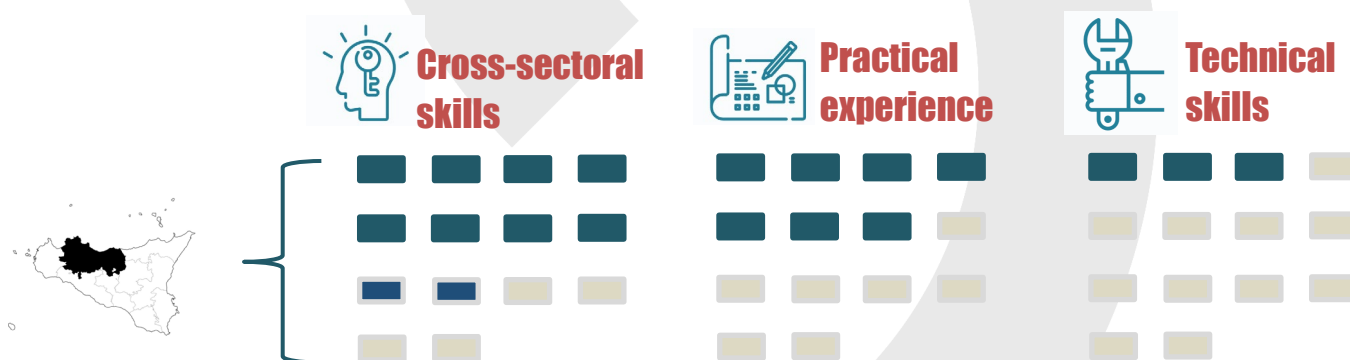 Cross-sectoral
skills
Practical
experience
Technical
skills